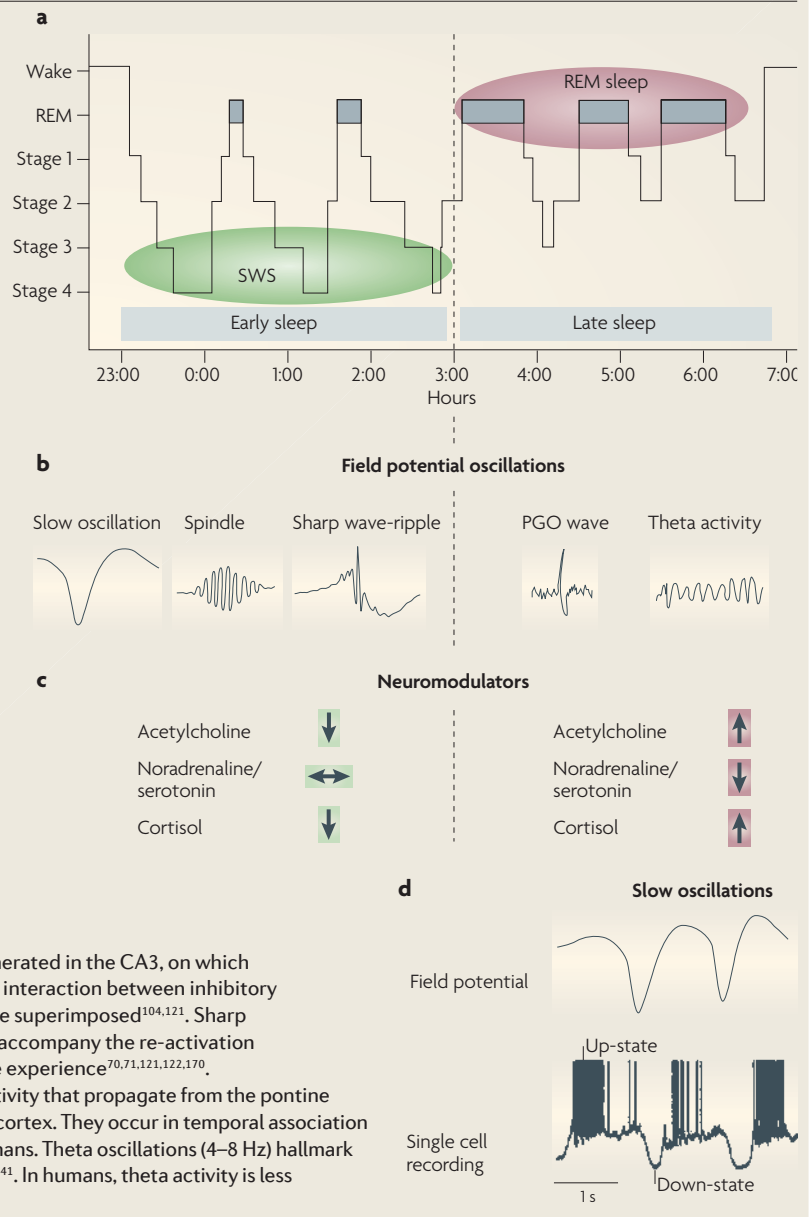 a
Wake
REM
Stage 1
Stage 2
Stage 3
Stage 4
REM sleep
SWS
Early sleep
Late sleep
23:00 0:00 1:00 2:00 3:00 4:00 5:00 6:00 7:00
Hours
b
Field potential oscillations
Slow oscillation Spindle Sharp wave-ripple PGO wave Theta activity
c
Neuromodulators
Acetylcholine
Noradrenaline/
serotonin
Cortisol
Acetylcholine
Noradrenaline/
serotonin
Cortisol
d
Slow oscillations
Field potential
Up-state
Single cell
recording
Down-state
1 s
nerated in the CA3, on which
interaction between inhibitory
e superimposed104,121. Sharp
accompany the re-activation
e experience70,71,121,122,170.
tivity that propagate from the pontine
cortex. They occur in temporal association
mans. Theta oscillations (4–8 Hz) hallmark
41. In humans, theta activity is less